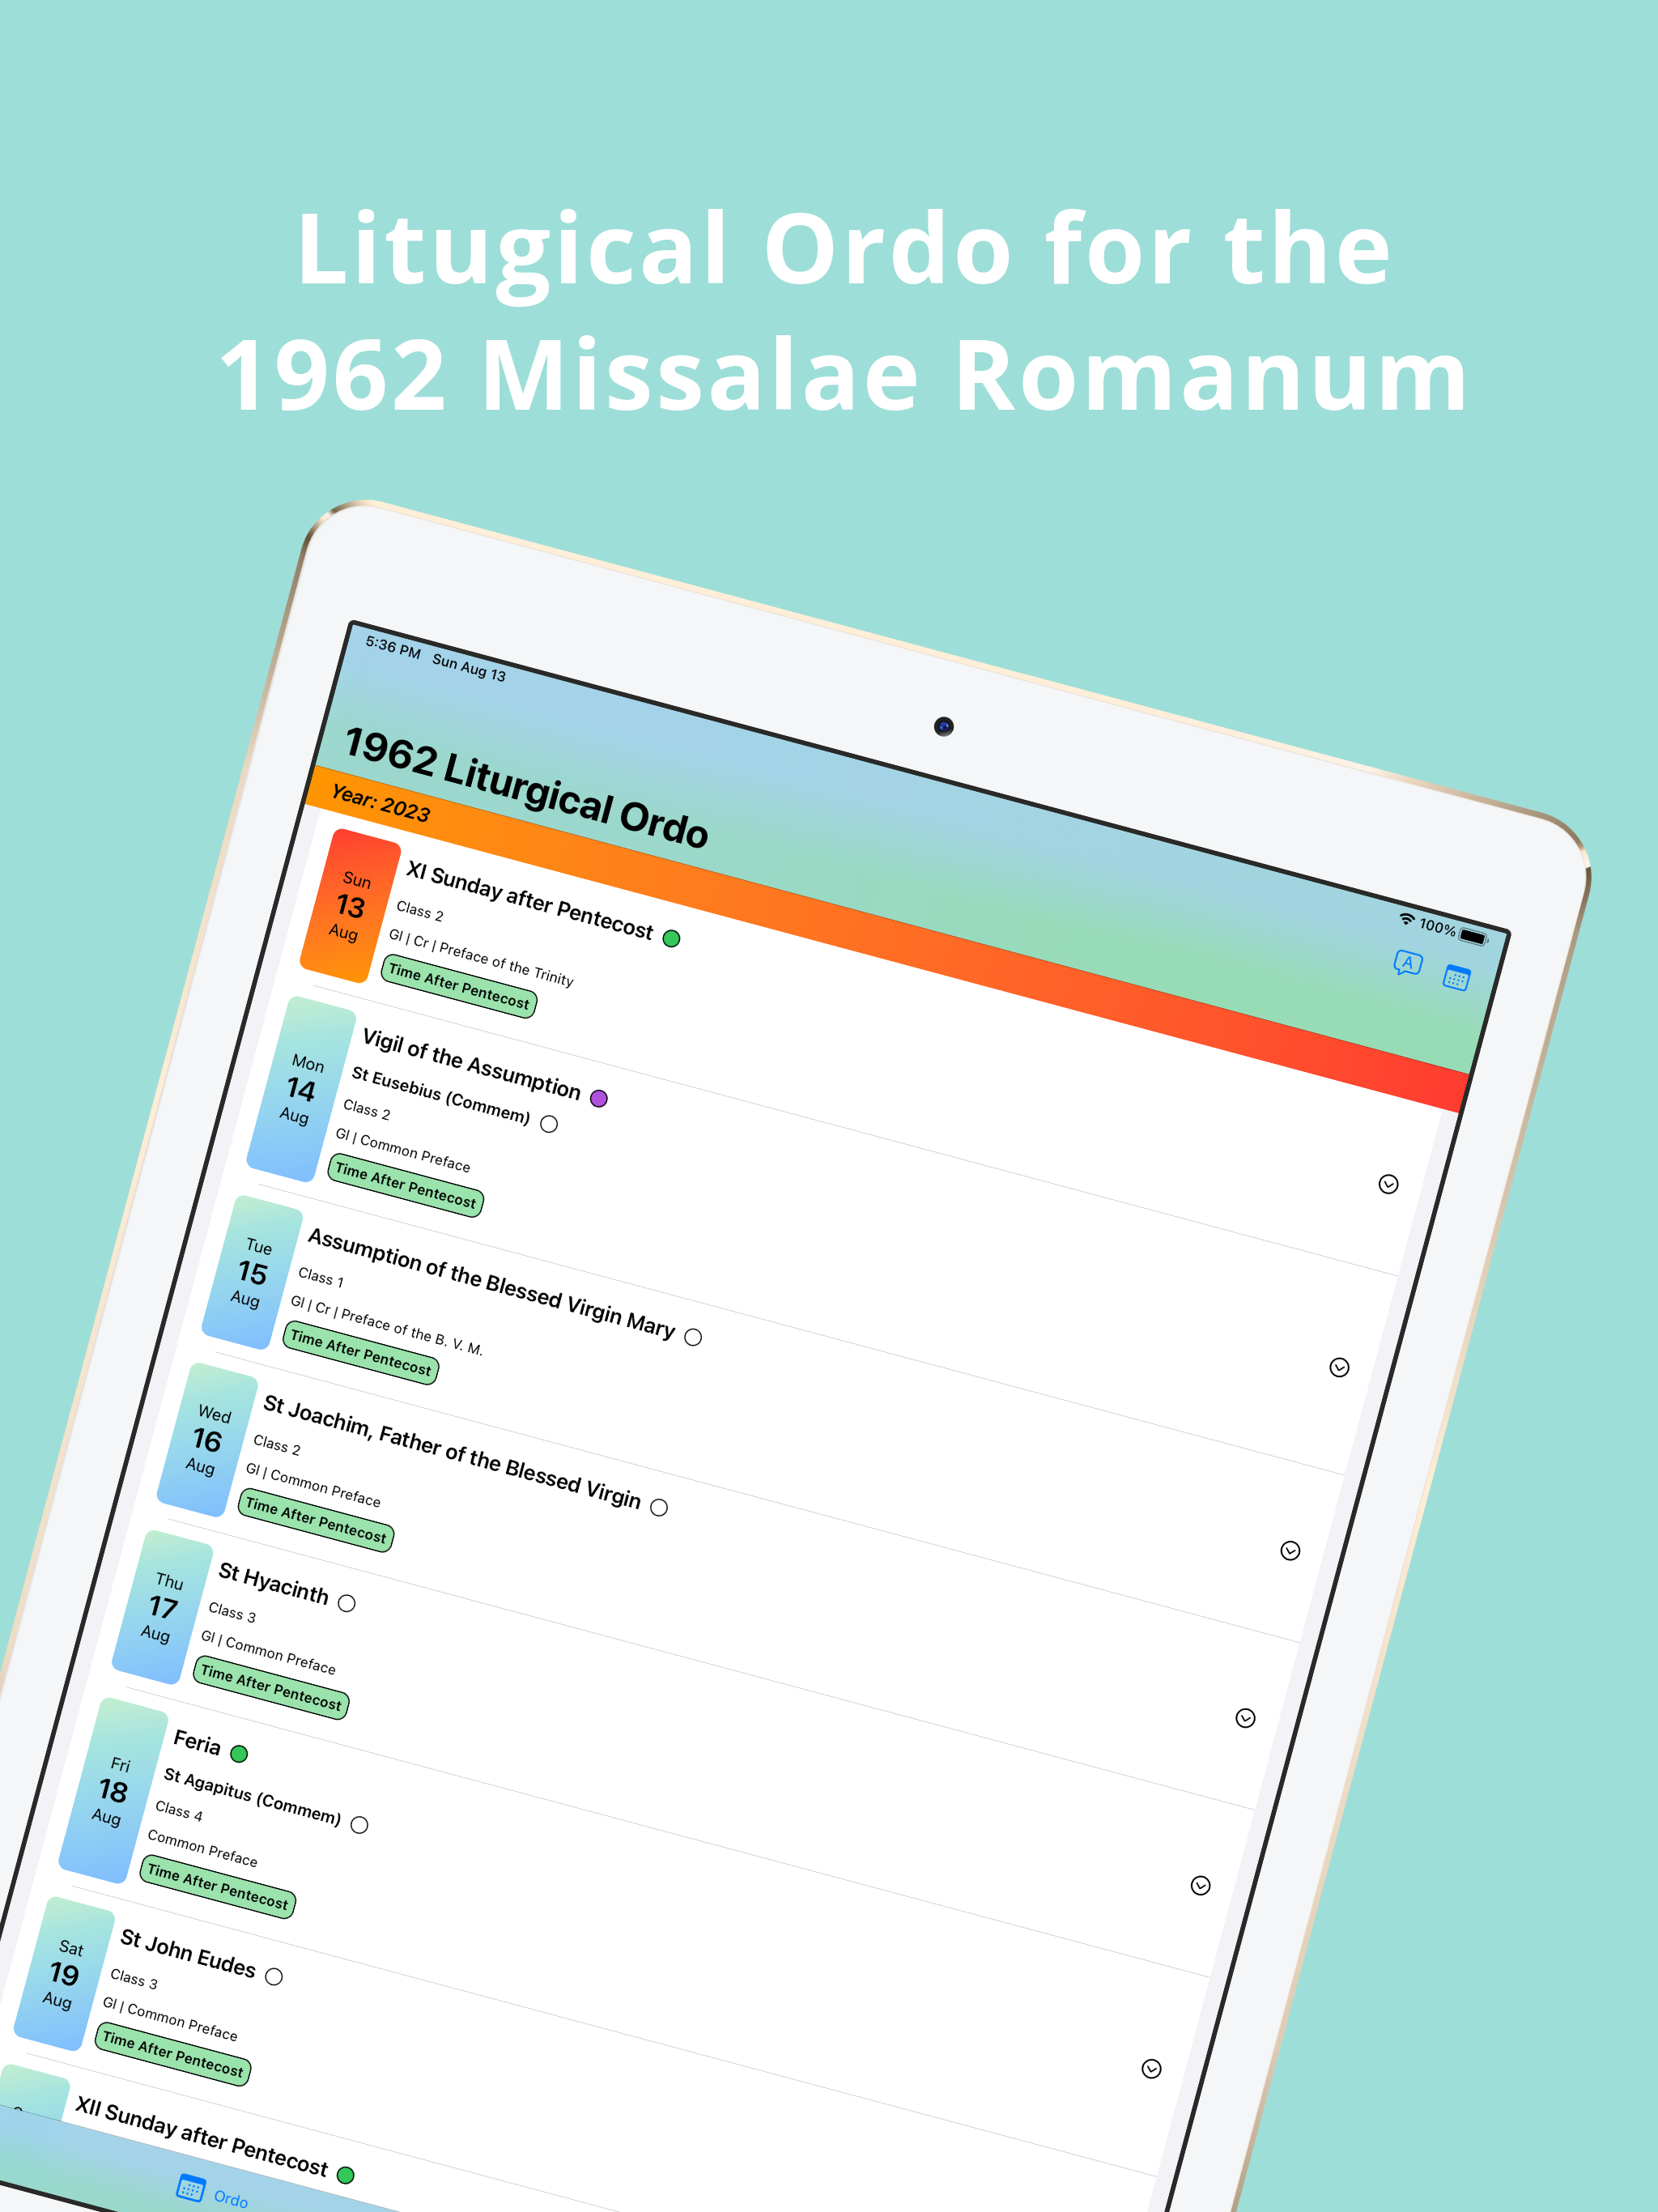 Litugical Ordo for the
1962 Missalae Romanum
5:36 PM Sun Aug 13
100%
1962 Liturgical Ordo
Year: 2023
Sun
13
Aug
XI Sunday after Pentecost
Class 2
Gl | Cr | Preface of the Trinity
Time After Pentecost
Mon
14
Aug
Vigil of the Assumption
St Eusebius (Commem)
Class 2
Gl | Common Preface
Time After Pentecost
Tue
15
Aug
Assumption of the Blessed Virgin Mary
Class 1
Gl | Cr | Preface of the B. V. M.
Time After Pentecost
Wed
16
Aug
St Joachim, Father of the Blessed Virgin
Class 2
Gl | Common Preface
Time After Pentecost
Thu
17
Aug
St Hyacinth
Class 3
Gl | Common Preface
Time After Pentecost
Fri
18
Aug
Feria
St Agapitus (Commem)
Class 4
Common Preface
Time After Pentecost
Sat
19
Aug
St John Eudes
Class 3
Gl | Common Preface
Time After Pentecost
XII Sunday after Pentecost
Ordo